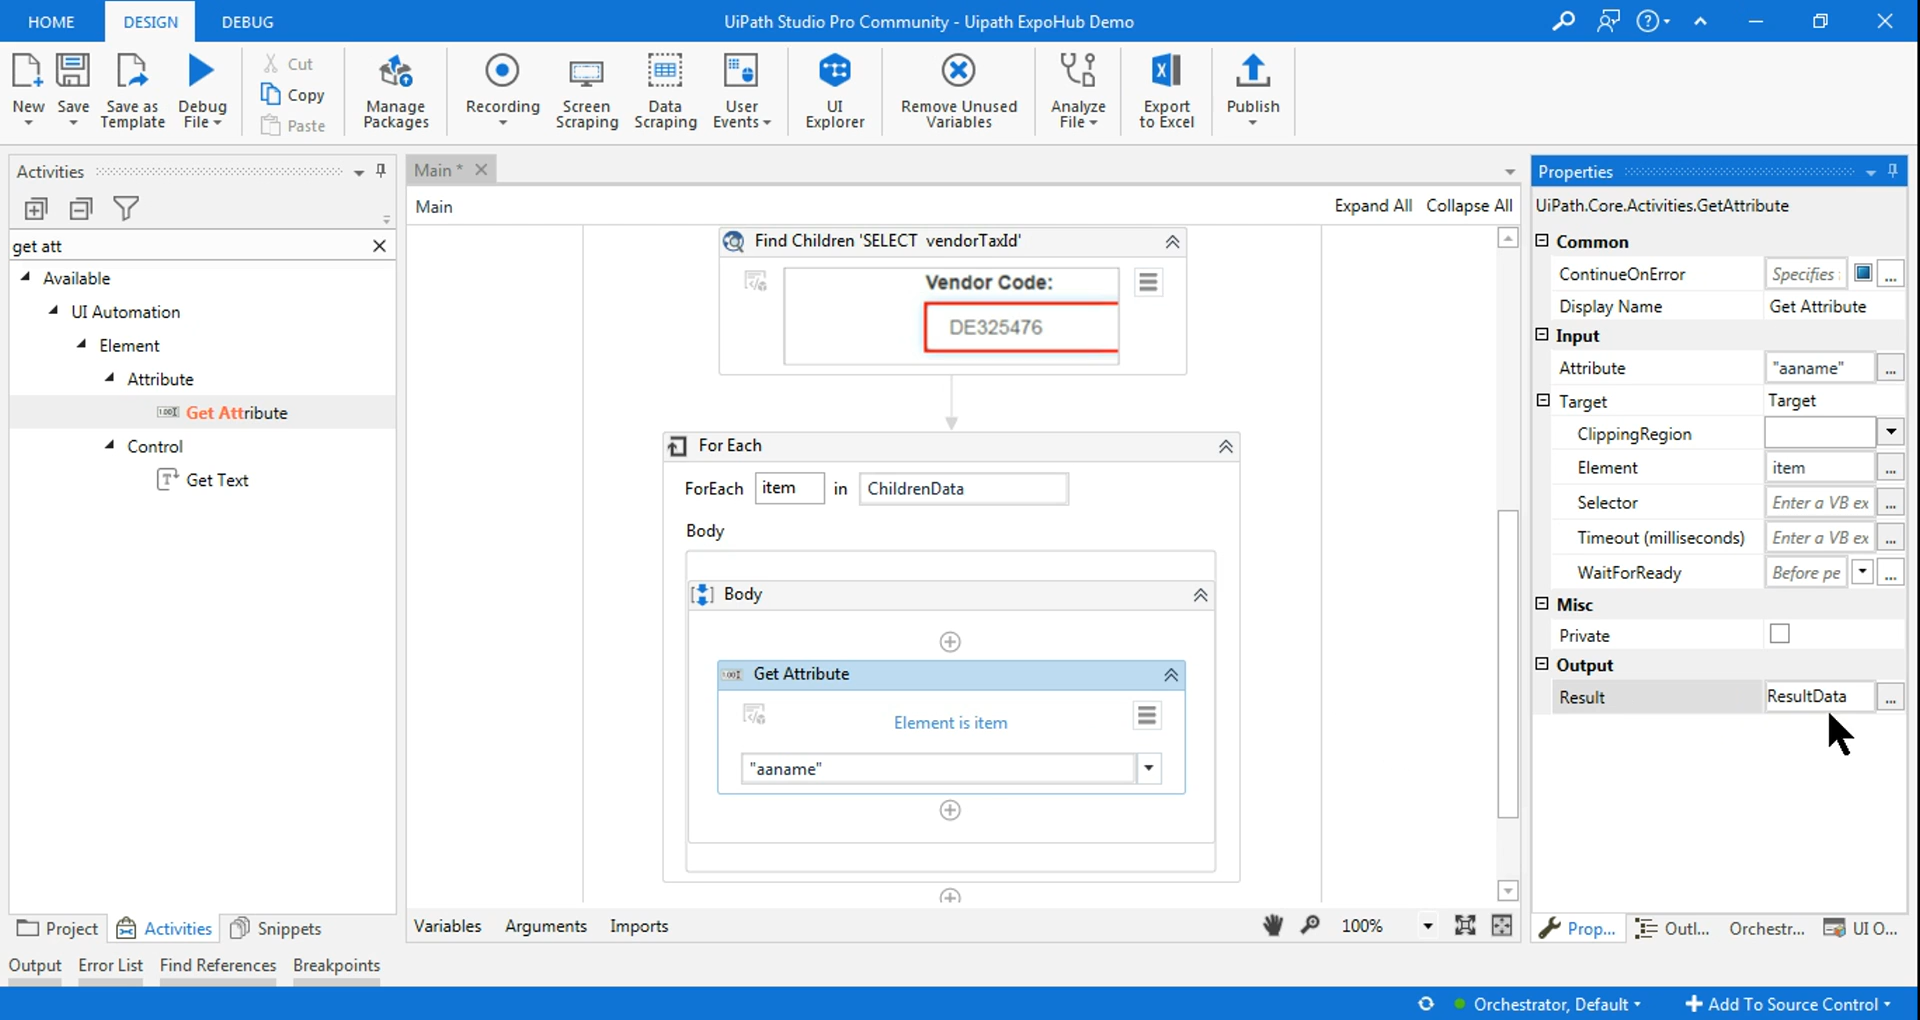 HOME DESIGN DEBUG UiPath Studio Pro Community - Uipath ExpoHub Demo
New Save Save as Template Debug File
Cut
Copy
Paste
Manage Packages
Recording Screen Scraping Data Scraping User Events
UI Explorer
Remove Unused Variables
Analyze File
Export to Excel
Publish
Activities
get att
Available
UI Automation
Element
Attribute
Get Attribute
Control
Get Text
Project Activities Snippets
Main *
Main Expand All Collapse All
Find Children 'SELECT vendorTaxId'
Vendor Code:
DE325476
For Each
ForEach item in ChildrenData
Body
Body
Get Attribute
Element is item
"aaname"
Variables Arguments Imports 100%
Properties
UiPath.Core.Activities.GetAttribute
Common
ContinueOnError Specifies ...
Display Name Get Attribute
Input
Attribute "aaname" ...
Target Target
ClippingRegion
Element item ...
Selector Enter a VB ex ...
Timeout (milliseconds) Enter a VB ex ...
WaitForReady Before pe ...
Misc
Private
Output
Result ResultData ...
Prop... Outl... Orchestr... UI O...
Output Error List Find References Breakpoints
Orchestrator, Default Add To Source Control